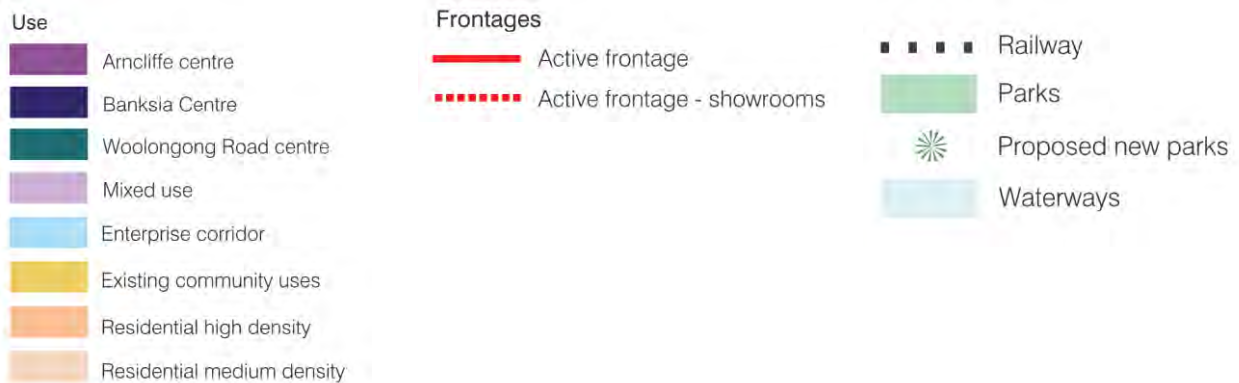 Use
Arncliffe centre
Banksia Centre
Woolongong Road centre
Mixed use
Enterprise corridor
Existing community uses
Residential high density
Residential medium density
Frontages
Active frontage
Active frontage - showrooms
Railway
Parks
Proposed new parks
Waterways